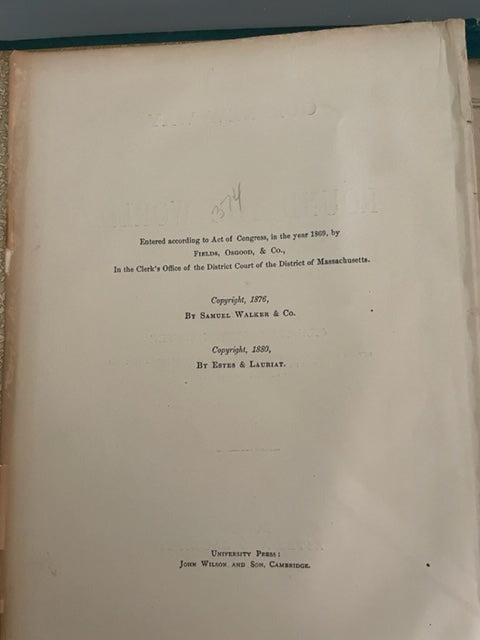 374
Entered according to Act of Congress, in the year 1869, by
FIELDS, OSGOOD, & CO.,
In the Clerk's Office of the District Court of the District of Massachusetts.
Copyright, 1876,
BY SAMUEL WALKER & CO.
Copyright, 1880,
BY ESTES & LAURIAT.
UNIVERSITY PRESS:
JOHN WILSON AND SON, CAMBRIDGE.